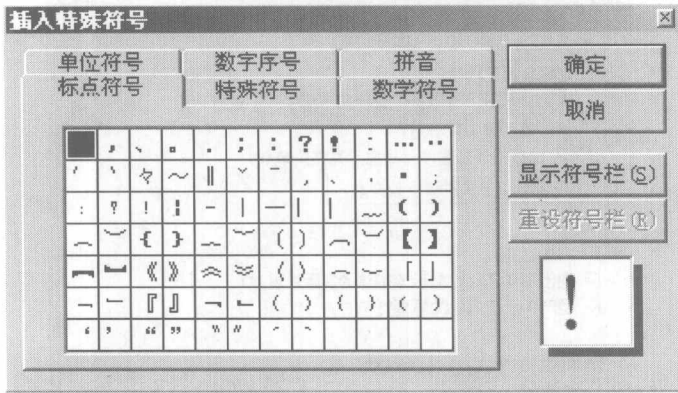 插入特殊符号
单位符号 数字序号 拼音
标点符号 特殊符号 数学符号
确定
取消
显示符号栏(S)
重设符号栏(R)
, 、 。 . ; : ? ! : … ‥
々 ～ ‖ ˇ ¯ , 、 . ;
: ? ! - | — ( )
{ } ( ) 【 】
《 》 〈 〉 「 」
『 』 ( ) { }
‘ ’ “ ” 〝 〞
!